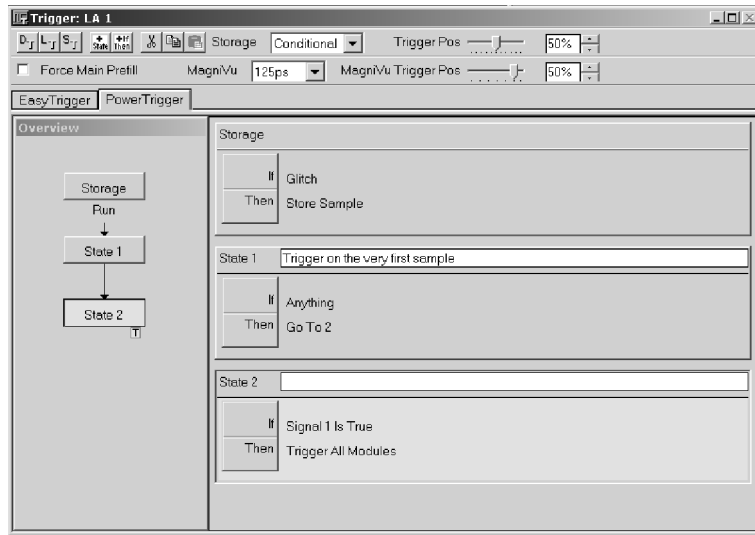 Trigger: LA 1
D L S +State +If Then Storage Conditional Trigger Pos 50%
Force Main Prefill MagniVu 125ps MagniVu Trigger Pos 50%
EasyTrigger PowerTrigger
Overview
Storage
Run
State 1
State 2
T
Storage
If Glitch
Then Store Sample
State 1 Trigger on the very first sample
If Anything
Then Go To 2
State 2
If Signal 1 Is True
Then Trigger All Modules